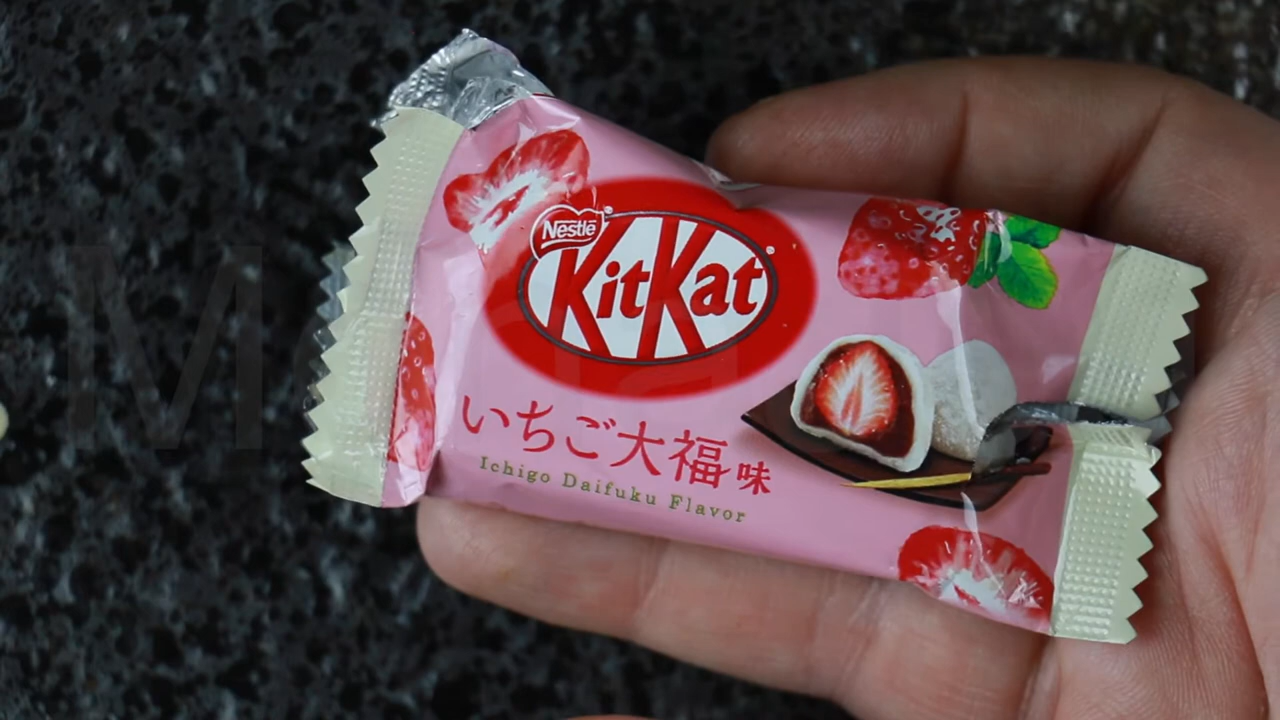 Nestlé
KitKat
いちご大福味
Ichigo Daifuku Flavor